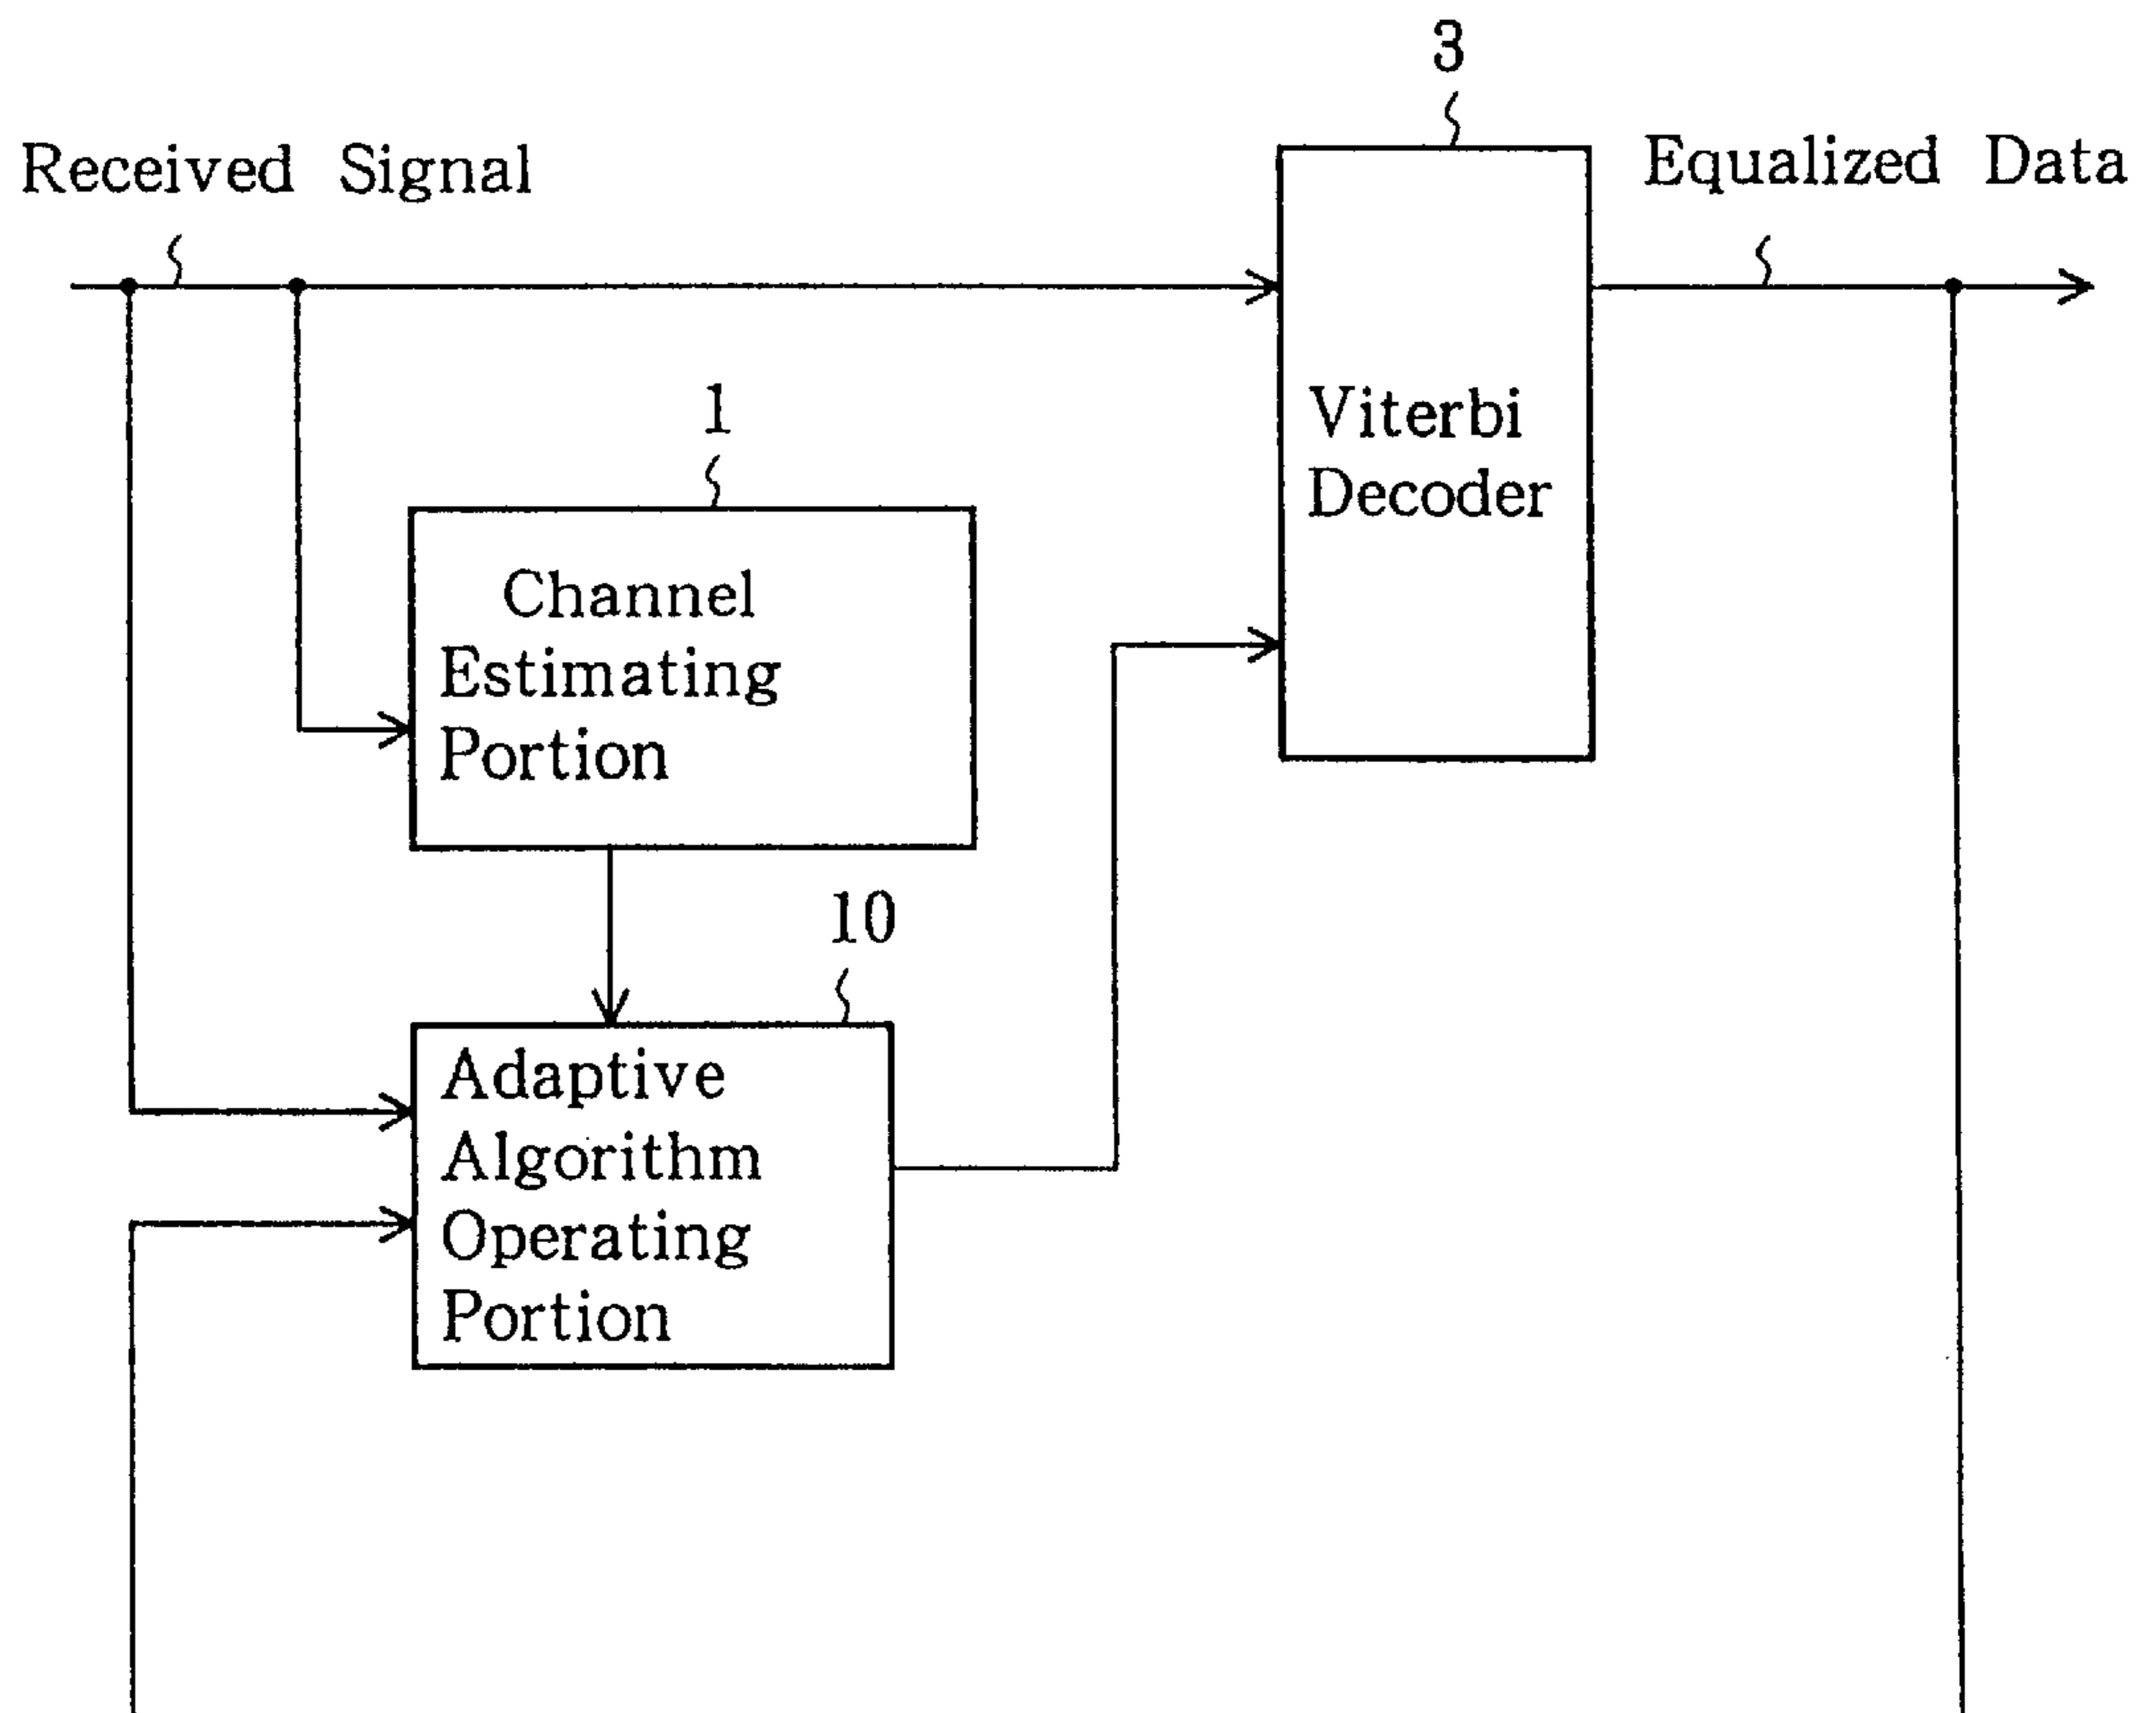 3
Received Signal
Equalized Data
1
Viterbi
Decoder
Channel
Estimating
Portion
10
Adaptive
Algorithm
Operating
Portion